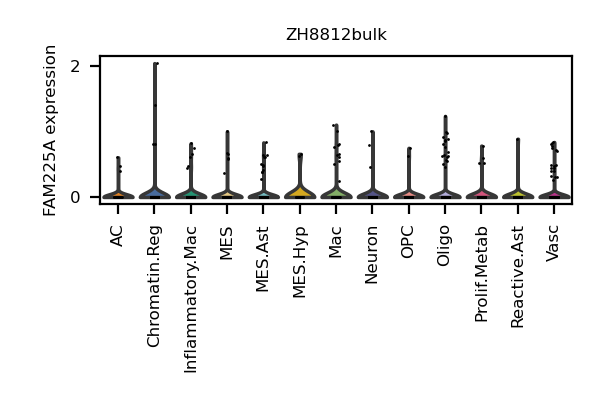 ZH8812bulk
FAM225A expression
2
0
AC
Chromatin.Reg
Inflammatory.Mac
MES
MES.Ast
MES.Hyp
Mac
Neuron
OPC
Oligo
Prolif.Metab
Reactive.Ast
Vasc